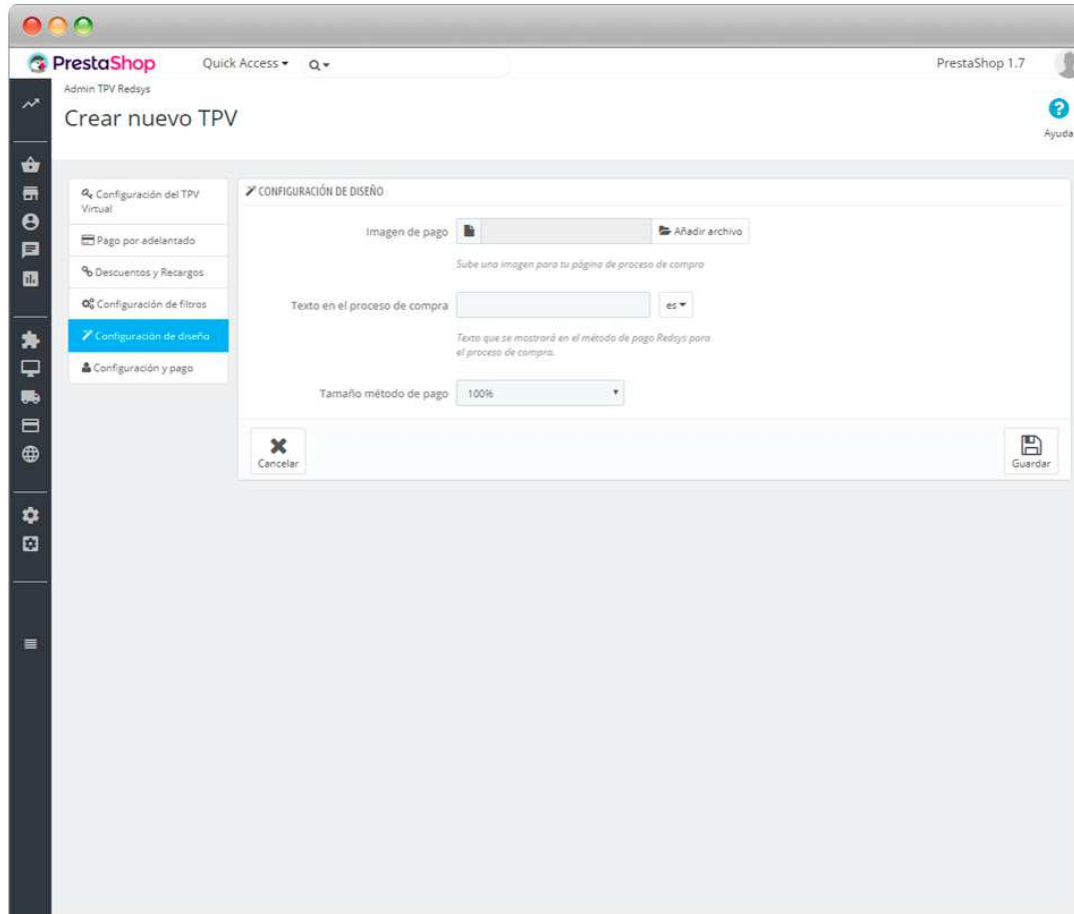 PrestaShop
Quick Access
PrestaShop 1.7
Admin TPV Redsys
Crear nuevo TPV
Ayuda
Configuración del TPV
Virtual
Pago por adelantado
Descuentos y Recargos
Configuración de filtros
Configuración de diseño
Configuración y pago
CONFIGURACIÓN DE DISEÑO
Imagen de pago
Añadir archivo
Sube una imagen para tu página de proceso de compra
Texto en el proceso de compra
es
Texto que se mostrará en el método de pago Redsys para
el proceso de compra.
Tamaño método de pago
100%
Cancelar
Guardar